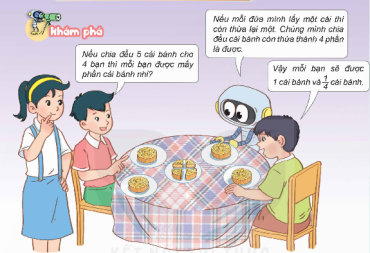 khám phá
Nếu chia đều 5 cái bánh cho
4 bạn thì mỗi bạn được mấy
phần cái bánh nhỉ?
Nếu mỗi đứa mình lấy một cái thì
còn thừa lại một. Chúng mình chia
đều cái bánh còn thừa thành 4 phần
là được.
Vậy mỗi bạn sẽ được
1 cái bánh và 1/4 cái bánh.